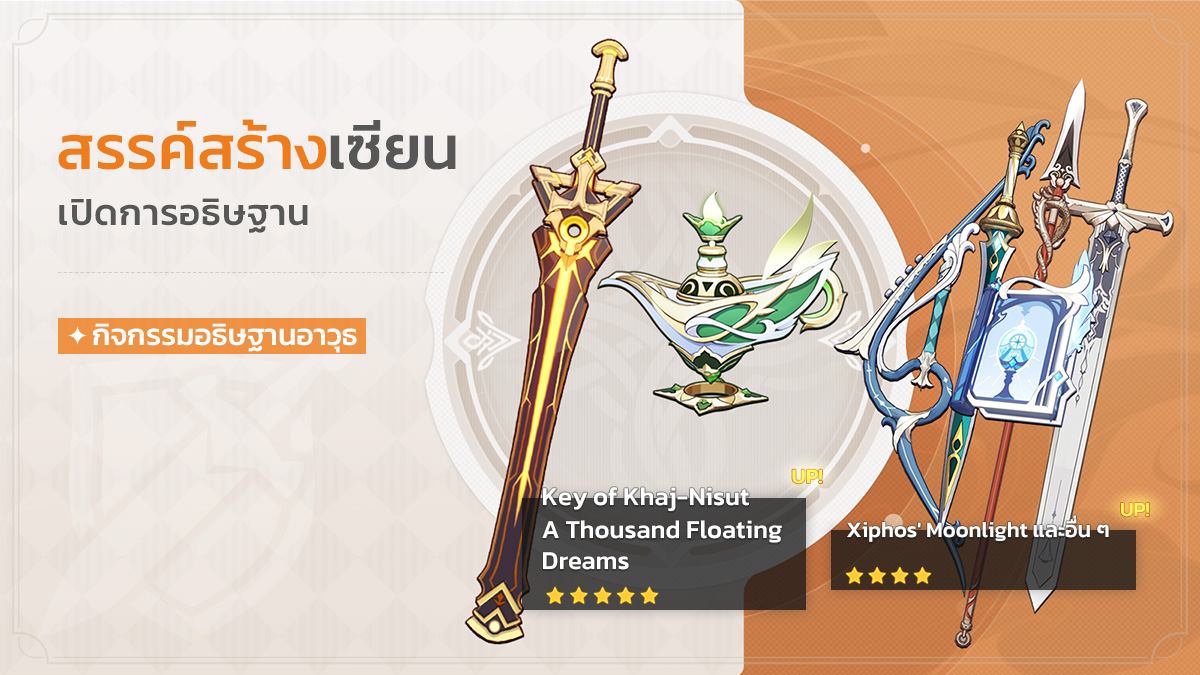 สรรค์สร้างเซียน
เปิดการอธิษฐาน
กิจกรรมอธิษฐานอาวุธ
UP!
Key of Khaj-Nisut
A Thousand Floating
Dreams
UP!
Xiphos' Moonlight และอื่น ๆ